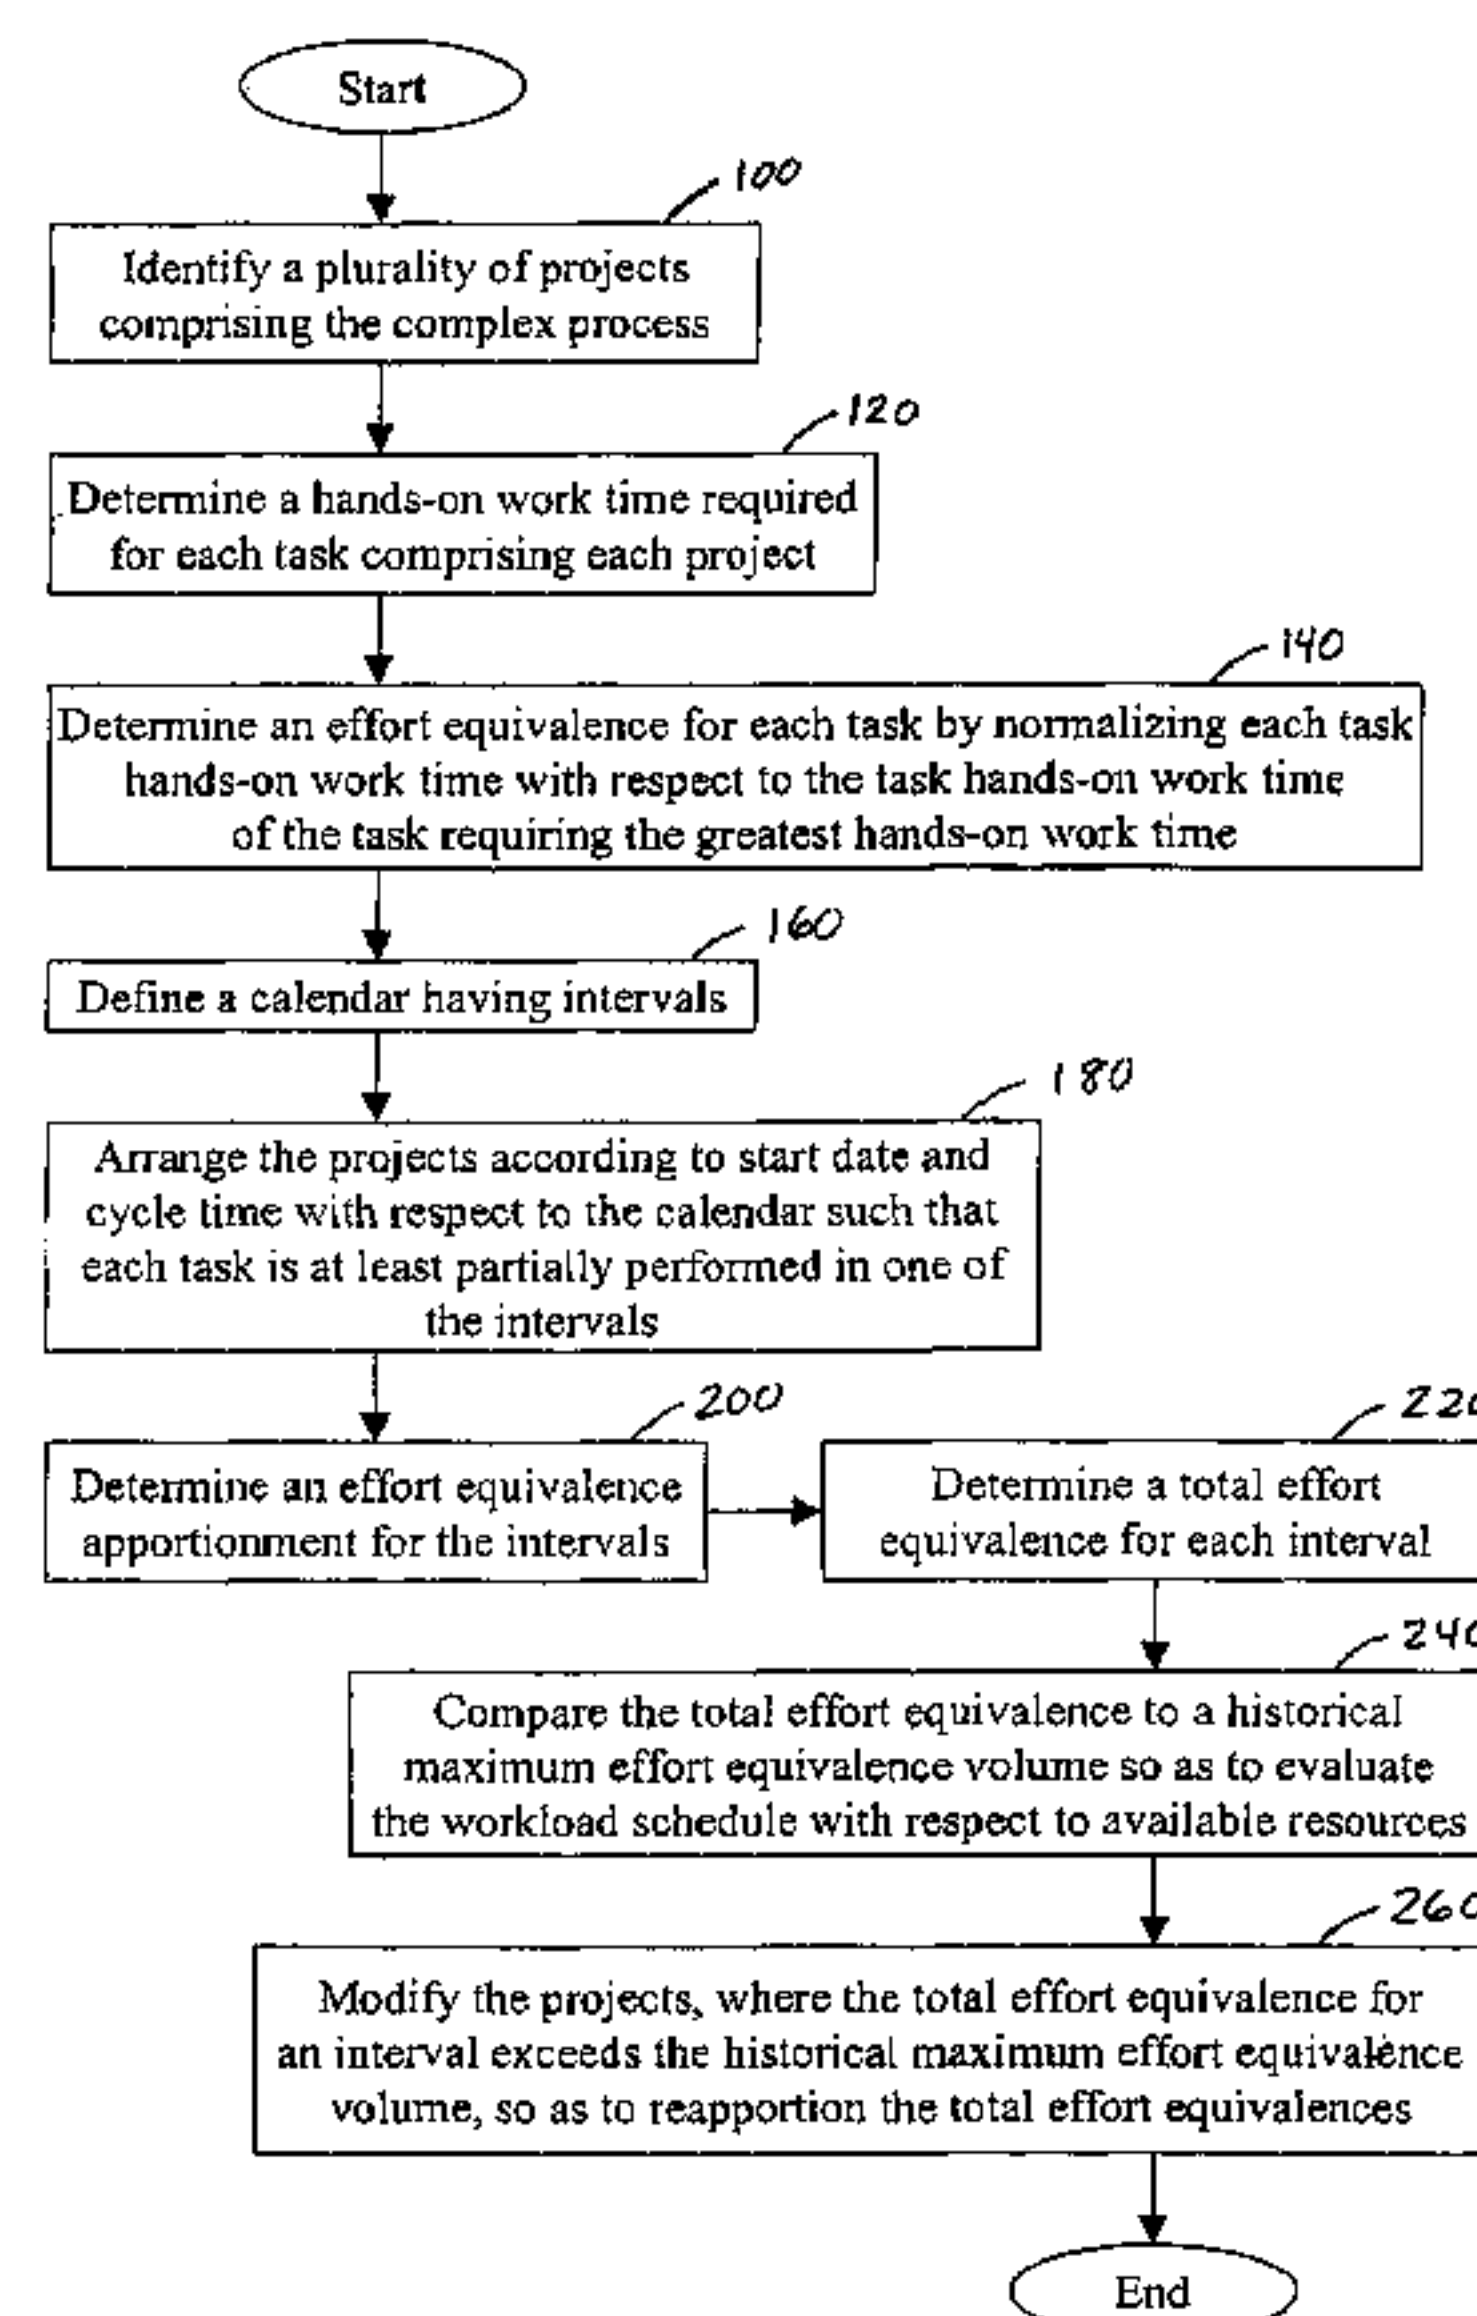 Start
100
Identify a plurality of projects
comprising the complex process
120
Determine a hands-on work time required
for each task comprising each project
140
Determine an effort equivalence for each task by normalizing each task
hands-on work time with respect to the task hands-on work time
of the task requiring the greatest hands-on work time
160
Define a calendar having intervals
180
Arrange the projects according to start date and
cycle time with respect to the calendar such that
each task is at least partially performed in one of
the intervals
200
Determine an effort equivalence
apportionment for the intervals
220
Determine a total effort
equivalence for each interval
240
Compare the total effort equivalence to a historical
maximum effort equivalence volume so as to evaluate
the workload schedule with respect to available resources
260
Modify the projects, where the total effort equivalence for
an interval exceeds the historical maximum effort equivalence
volume, so as to reapportion the total effort equivalences
End